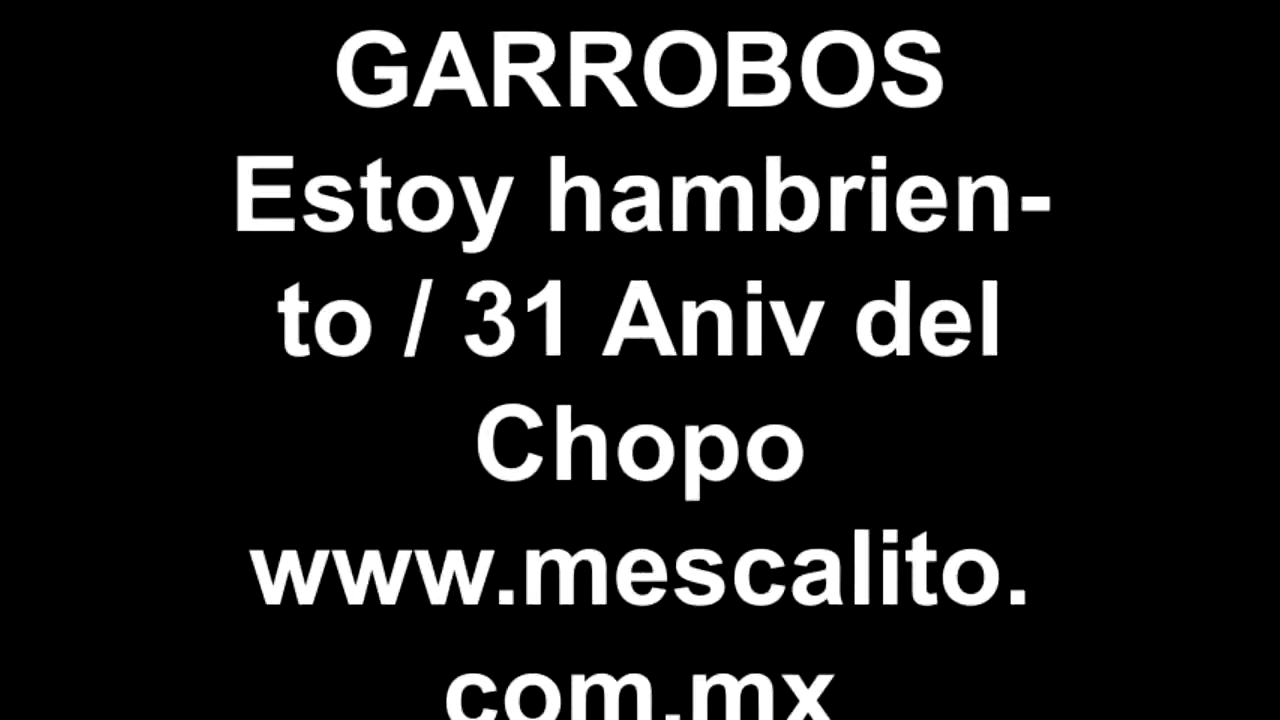 GARROBOS
Estoy hambrien-
to / 31 Aniv del
Chopo
www.mescalito.
com.mx